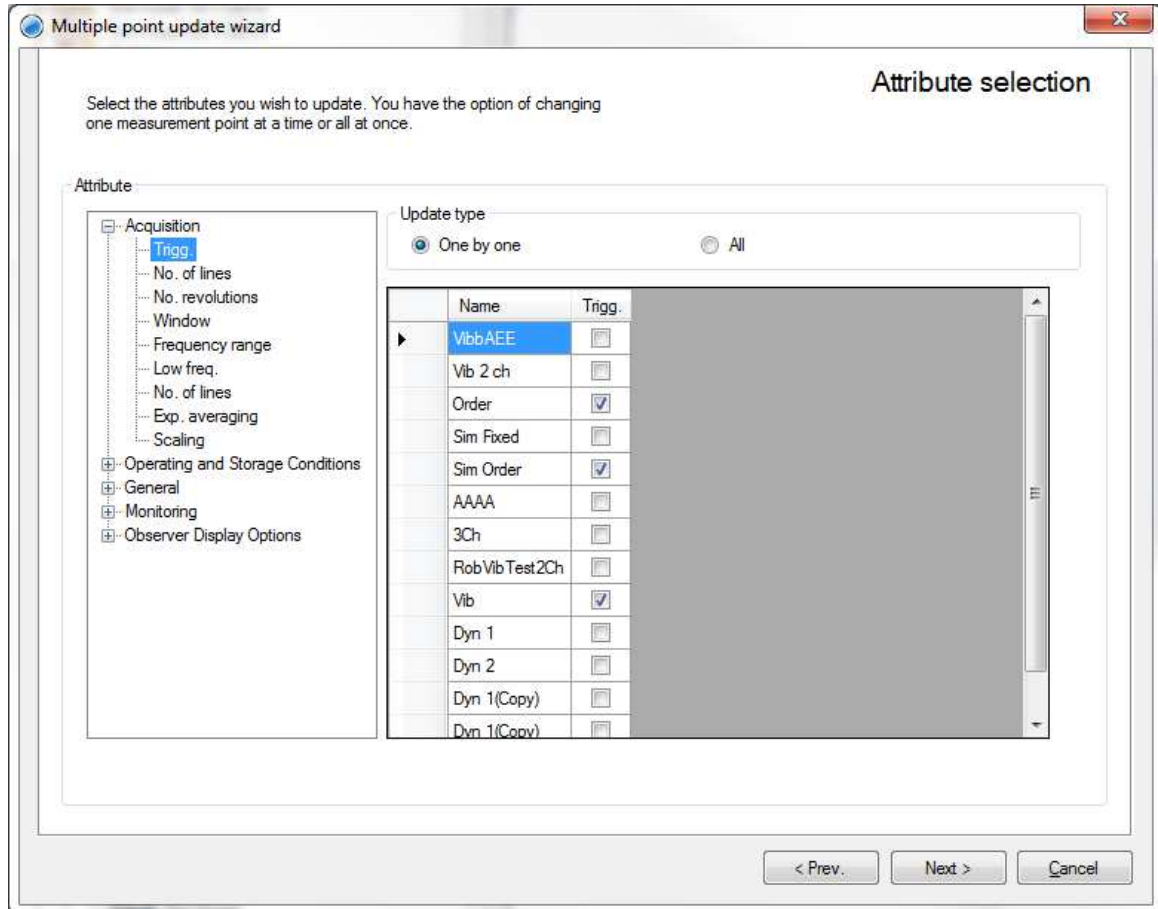 Multiple point update wizard
Attribute selection
Select the attributes you wish to update. You have the option of changing
one measurement point at a time or all at once.
Attribute
Acquisition
Trigg.
No. of lines
No. revolutions
Window
Frequency range
Low freq.
No. of lines
Exp. averaging
Scaling
Operating and Storage Conditions
General
Monitoring
Observer Display Options
Update type
One by one All
Name Trigg.
VibbAEE
Vib 2 ch
Order
Sim Fixed
Sim Order
AAAA
3Ch
RobVibTest2Ch
Vib
Dyn 1
Dyn 2
Dyn 1(Copy)
Dyn 1(Copy)
< Prev. Next > Cancel